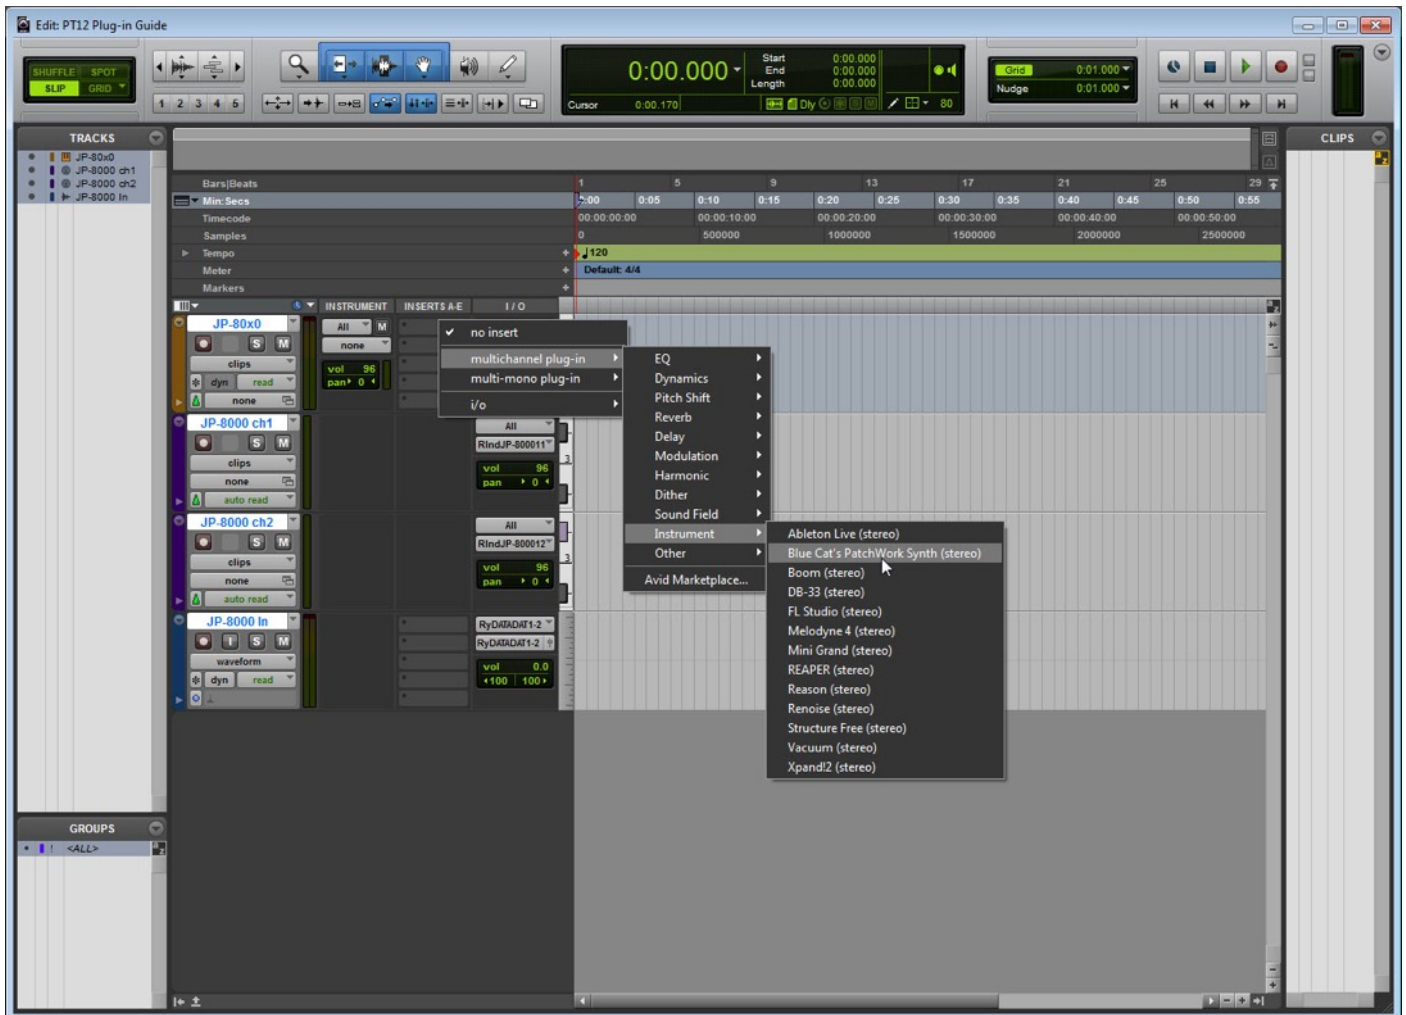 Edit: PT12 Plug-in Guide
SHUFFLE SPOT
SLIP GRID
1 2 3 4 5
0:00.000
Start 0:00.000
End 0:00.000
Length 0:00.000
Cursor 0:00.170
Dly
80
Grid 0:01.000
Nudge 0:01.000
TRACKS
JP-80x0
JP-8000 ch1
JP-8000 ch2
JP-8000 In
CLIPS
Bars|Beats 1 5 9 13 17 21 25 29
Min:Secs 0:00 0:05 0:10 0:15 0:20 0:25 0:30 0:35 0:40 0:45 0:50 0:55
Timecode 00:00:00:00 00:00:10:00 00:00:20:00 00:00:30:00 00:00:40:00 00:00:50:00
Samples 0 500000 1000000 1500000 2000000 2500000
Tempo 120
Meter Default: 4/4
Markers
INSTRUMENT INSERTS A-E I / O
JP-80x0
S M
clips
dyn read
none
All M
none
vol 96
pan 0
no insert
multichannel plug-in
multi-mono plug-in
i/o
EQ
Dynamics
Pitch Shift
Reverb
Delay
Modulation
Harmonic
Dither
Sound Field
Instrument
Other
Avid Marketplace...
Ableton Live (stereo)
Blue Cat's PatchWork Synth (stereo)
Boom (stereo)
DB-33 (stereo)
FL Studio (stereo)
Melodyne 4 (stereo)
Mini Grand (stereo)
REAPER (stereo)
Reason (stereo)
Renoise (stereo)
Structure Free (stereo)
Vacuum (stereo)
Xpand!2 (stereo)
JP-8000 ch1
S M
clips
none
auto read
All
RIndJP-800011
vol 96
pan 0
3
JP-8000 ch2
S M
clips
none
auto read
All
RIndJP-800012
vol 96
pan 0
3
JP-8000 In
I S M
waveform
dyn read
RyDATADAT1-2
RyDATADAT1-2
vol 0.0
100 100
GROUPS
! <ALL>